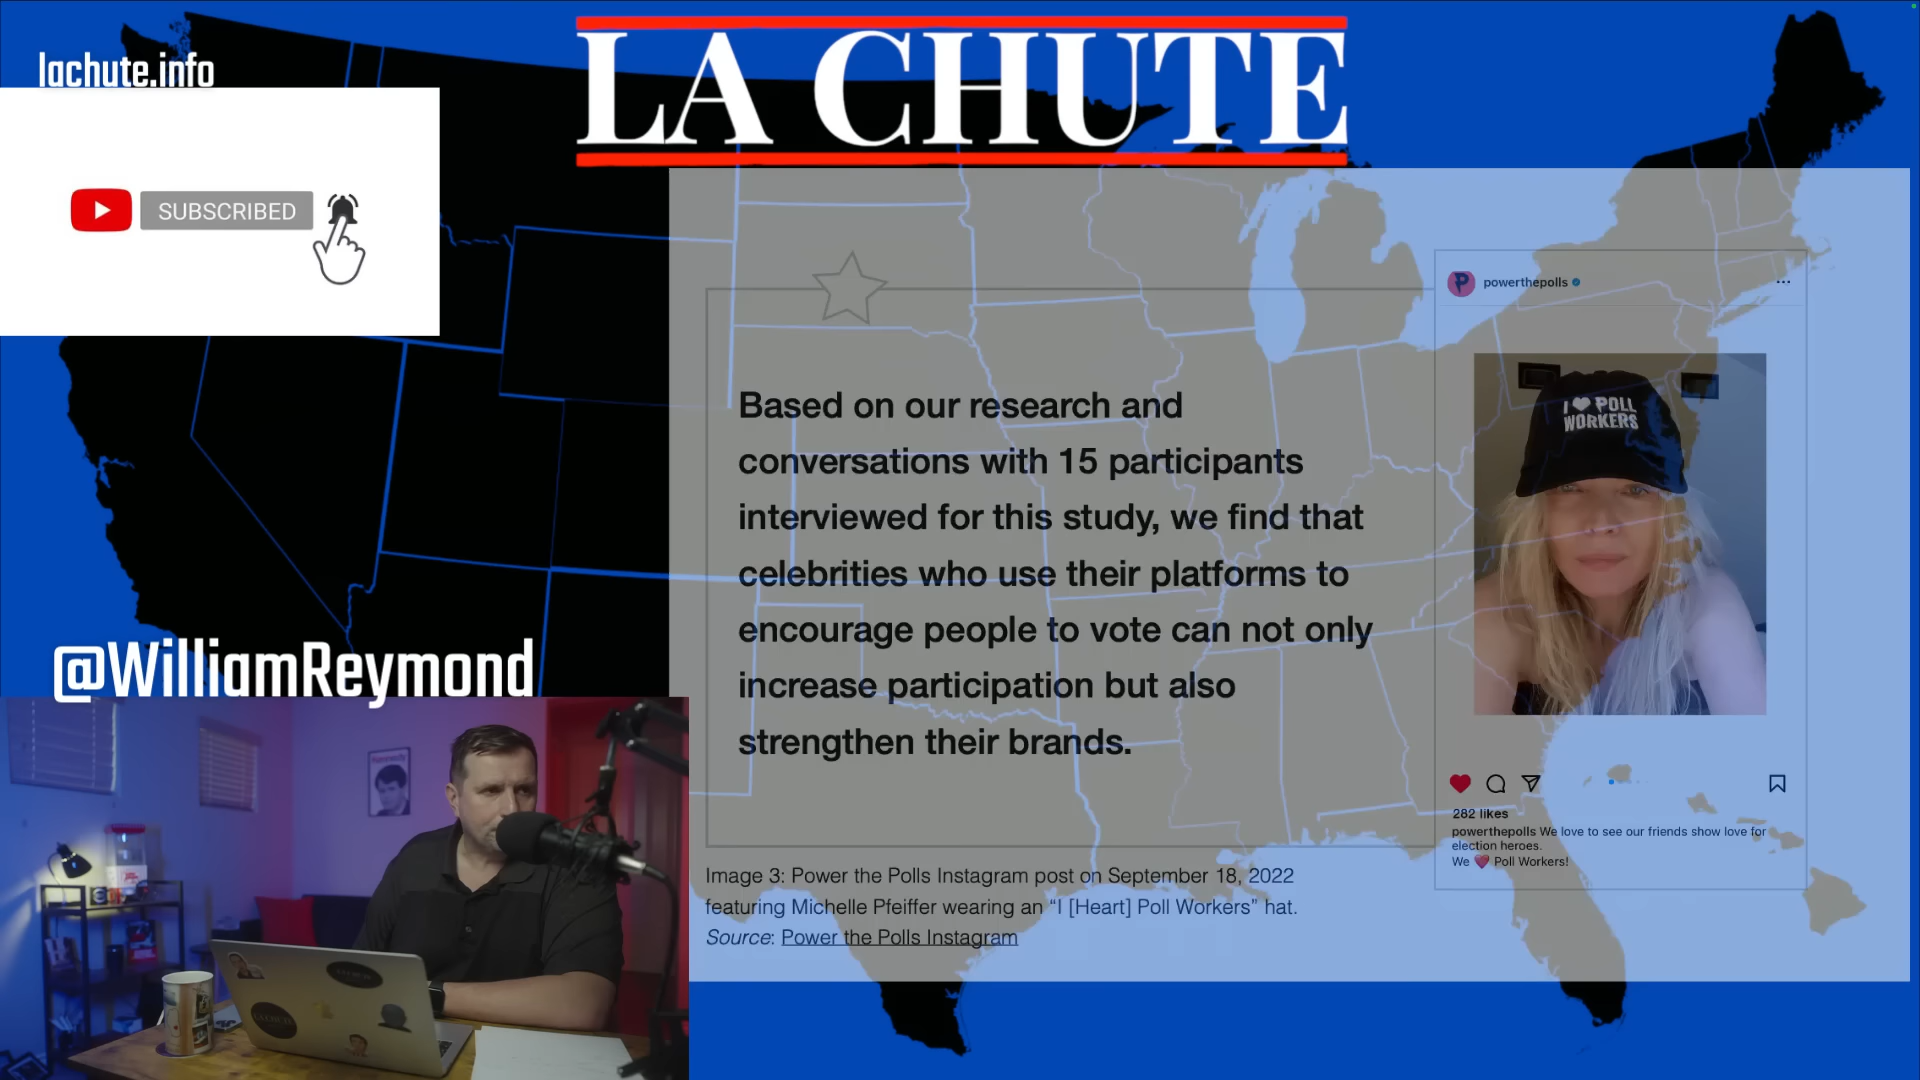 lachute.info
LA CHUTE
SUBSCRIBED
powerthepolls
I ♥ POLL
WORKERS
Based on our research and
conversations with 15 participants
interviewed for this study, we find that
celebrities who use their platforms to
encourage people to vote can not only
increase participation but also
strengthen their brands.
@WilliamReymond
282 likes
powerthepolls We love to see our friends show love for
election heroes.
We ❤️ Poll Workers!
Image 3: Power the Polls Instagram post on September 18, 2022
featuring Michelle Pfeiffer wearing an “I [Heart] Poll Workers” hat.
Source: Power the Polls Instagram